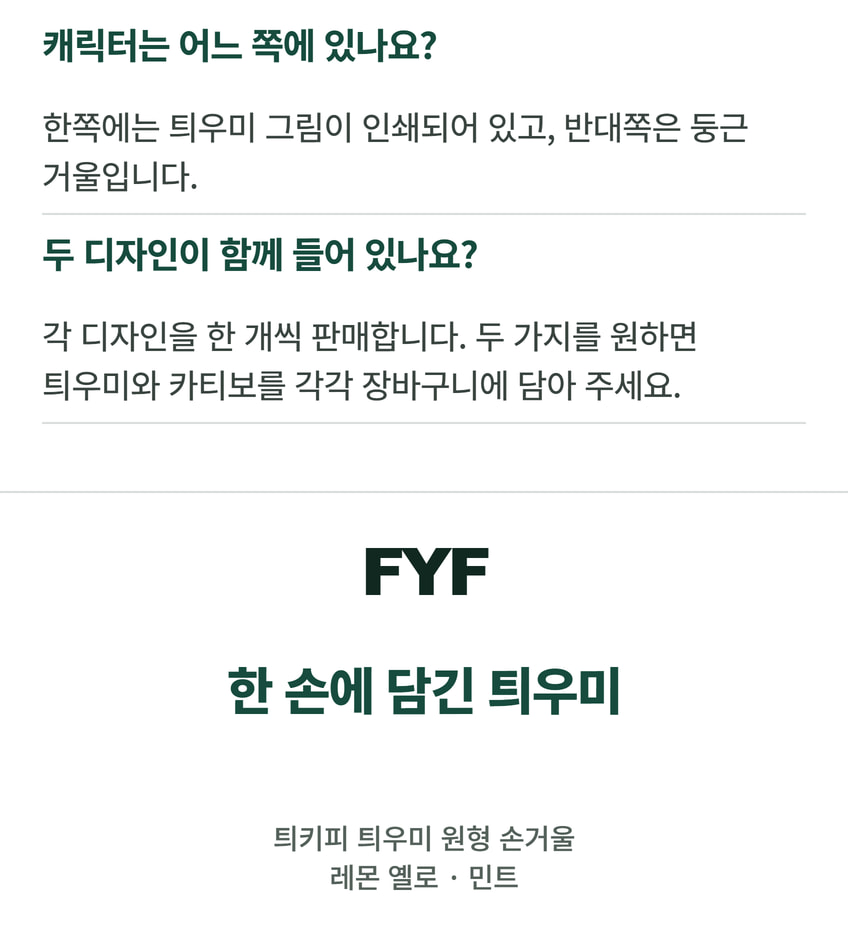 캐릭터는 어느 쪽에 있나요?
한쪽에는 틔우미 그림이 인쇄되어 있고, 반대쪽은 둥근
거울입니다.
두 디자인이 함께 들어 있나요?
각 디자인을 한 개씩 판매합니다. 두 가지를 원하면
틔우미와 카티보를 각각 장바구니에 담아 주세요.
FYF
한 손에 담긴 틔우미
틔키피 틔우미 원형 손거울
레몬 옐로 · 민트